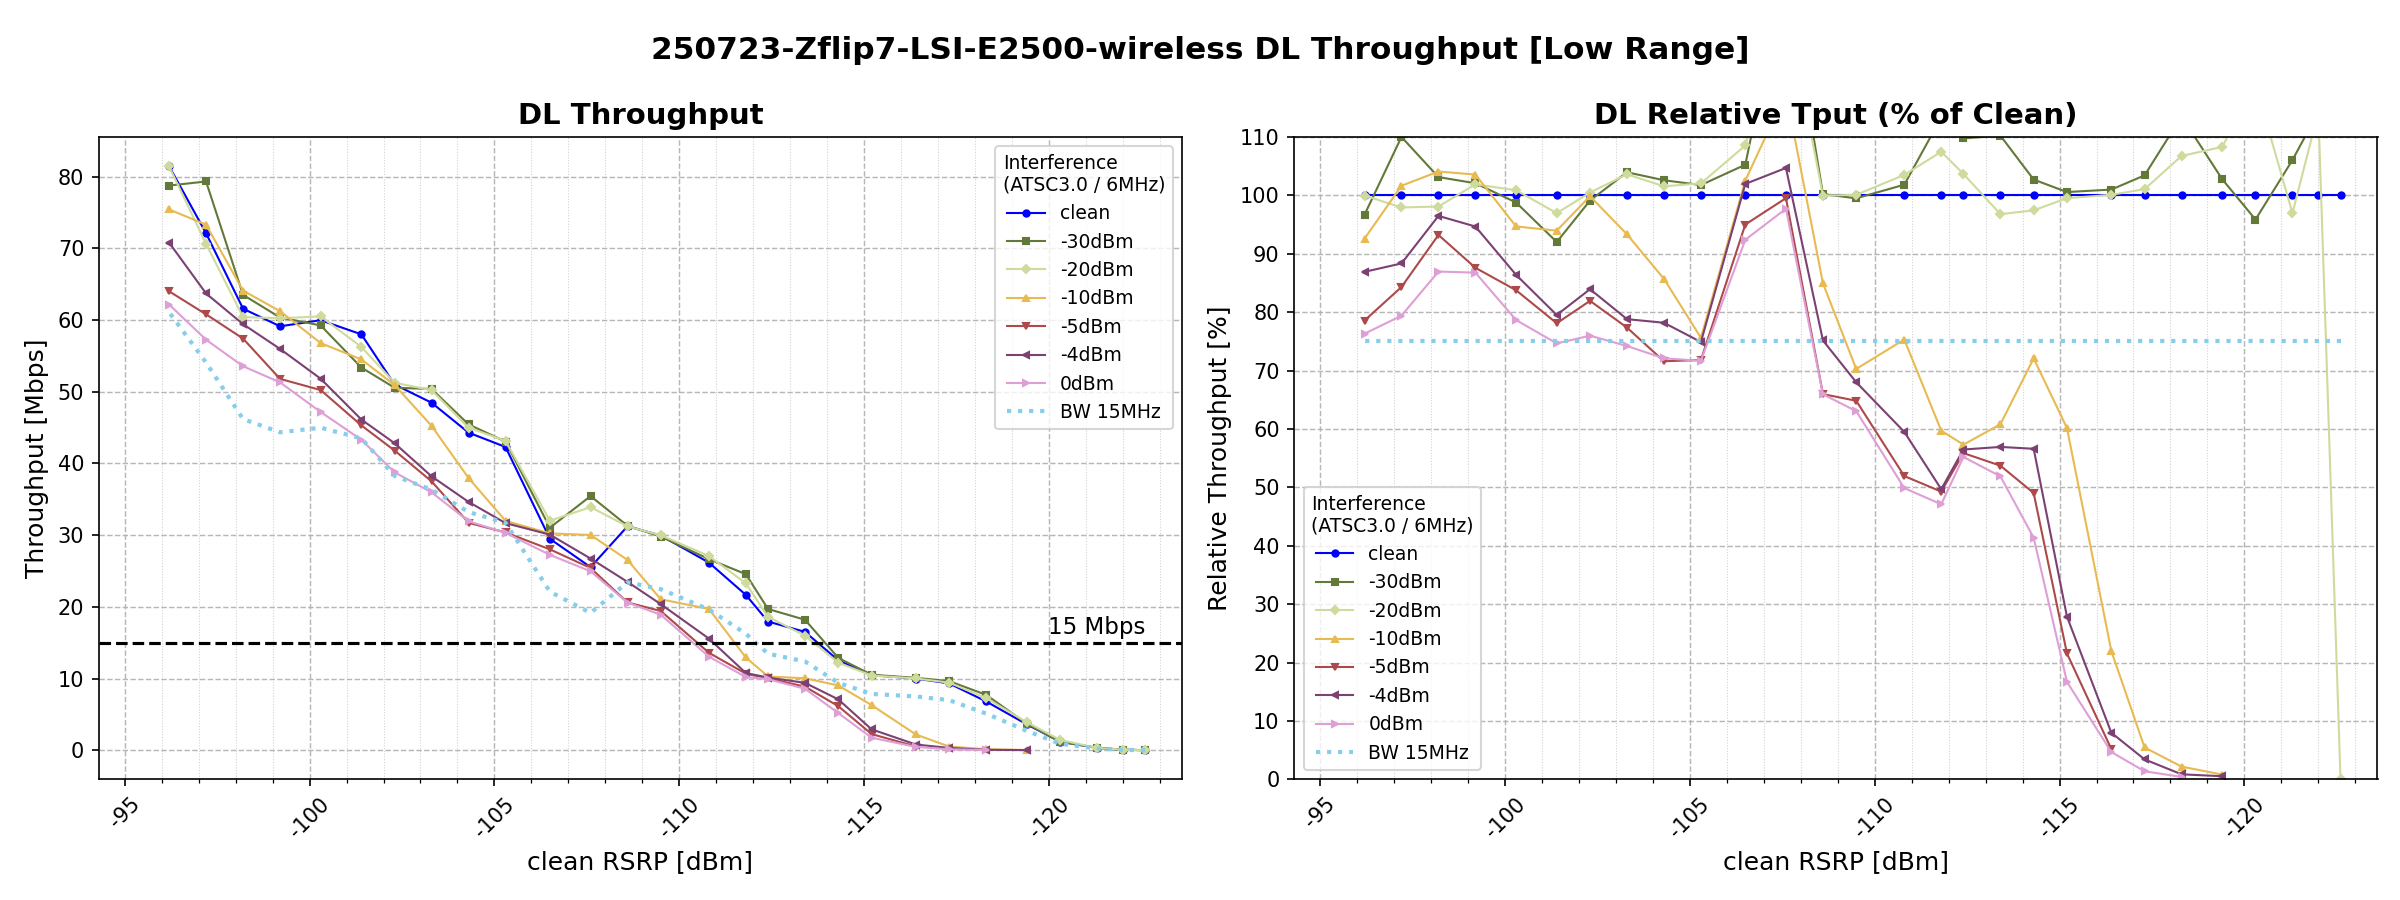 250723-Zflip7-LSI-E2500-wireless DL Throughput [Low Range]
DL Throughput
Throughput [Mbps]
80
70
60
50
40
30
20
10
0
Interference
(ATSC3.0 / 6MHz)
clean
-30dBm
-20dBm
-10dBm
-5dBm
-4dBm
0dBm
BW 15MHz
15 Mbps
-95
-100
-105
-110
-115
-120
clean RSRP [dBm]
DL Relative Tput (% of Clean)
Relative Throughput [%]
110
100
90
80
70
60
50
40
30
20
10
0
Interference
(ATSC3.0 / 6MHz)
clean
-30dBm
-20dBm
-10dBm
-5dBm
-4dBm
0dBm
BW 15MHz
-95
-100
-105
-110
-115
-120
clean RSRP [dBm]